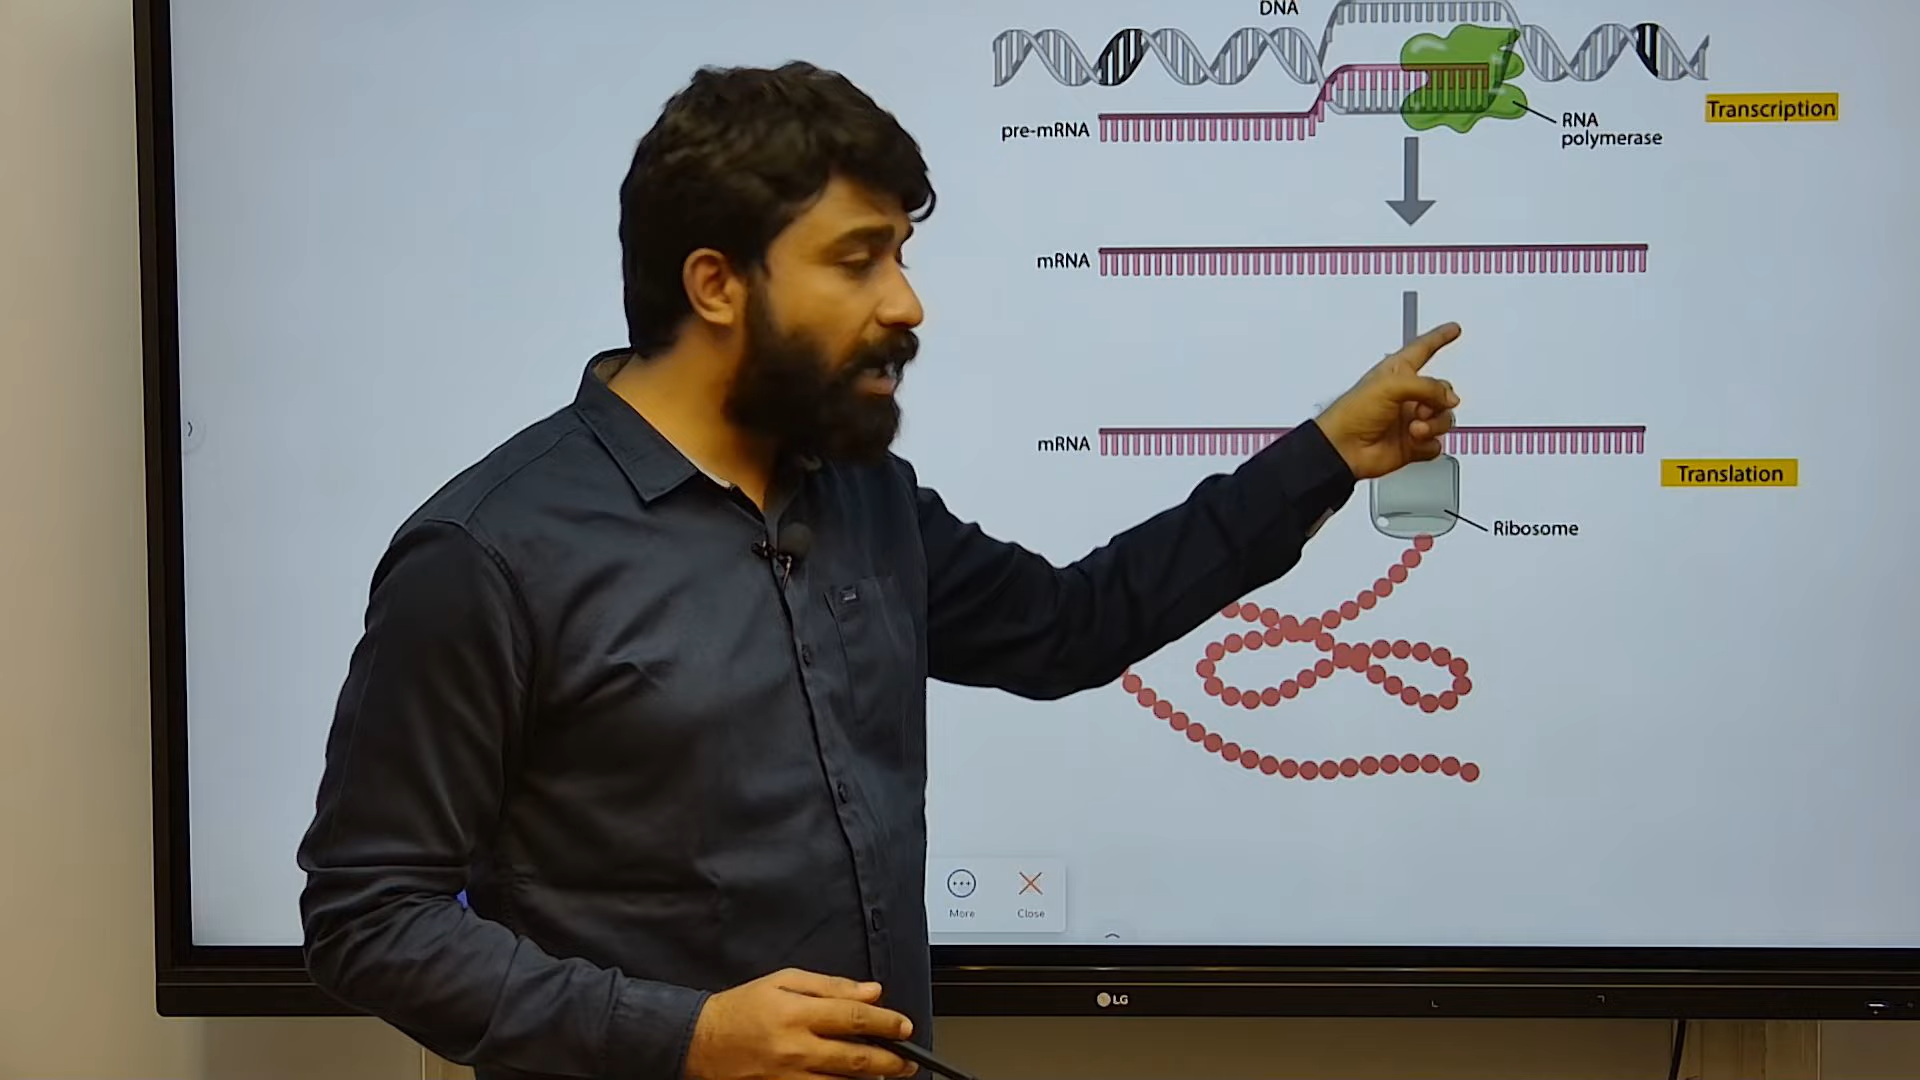 DNA
Transcription
pre-mRNA
RNA
polymerase
mRNA
mRNA
Translation
Ribosome
More
Close
LG